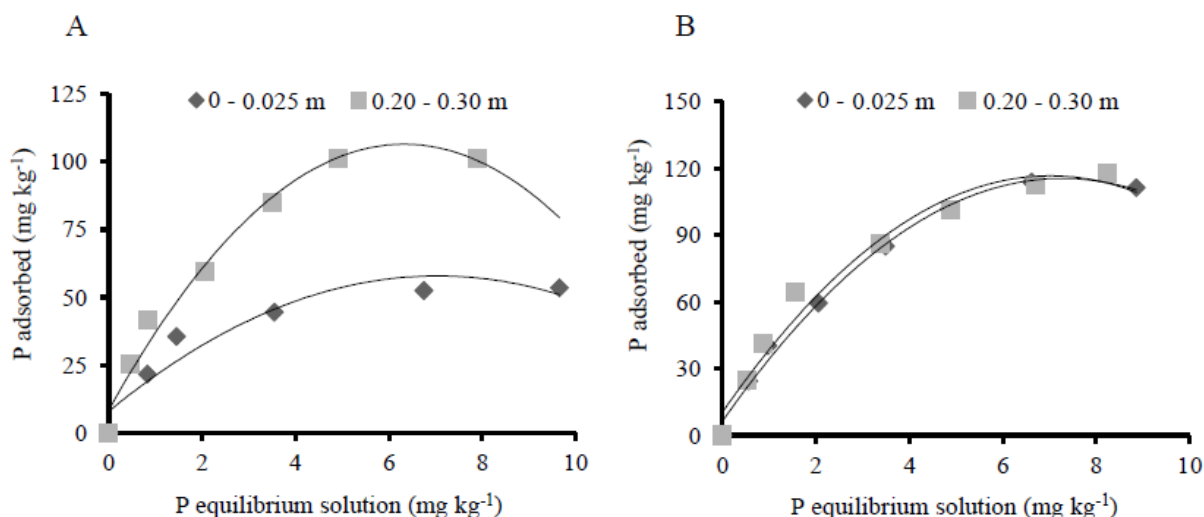 A
B
0 - 0.025 m 0.20 - 0.30 m
125
100
75
50
25
0
P adsorbed (mg kg⁻¹)
0 2 4 6 8 10
P equilibrium solution (mg kg⁻¹)
0 - 0.025 m 0.20 - 0.30 m
150
120
90
60
30
0
P adsorbed (mg kg⁻¹)
0 2 4 6 8 10
P equilibrium solution (mg kg⁻¹)